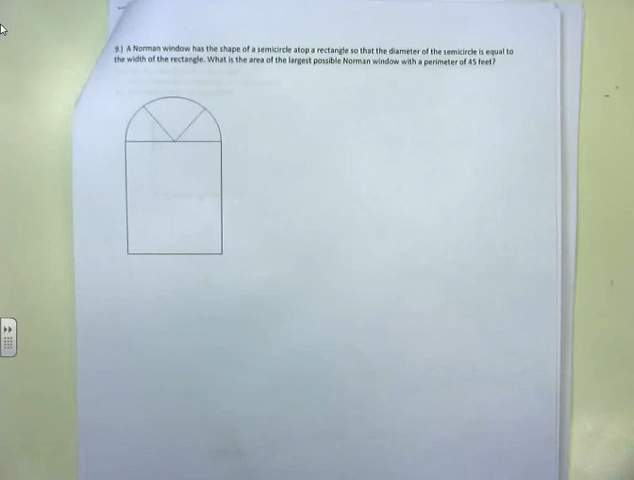 9.) A Norman window has the shape of a semicircle atop a rectangle so that the diameter of the semicircle is equal to
the width of the rectangle. What is the area of the largest possible Norman window with a perimeter of 45 feet?